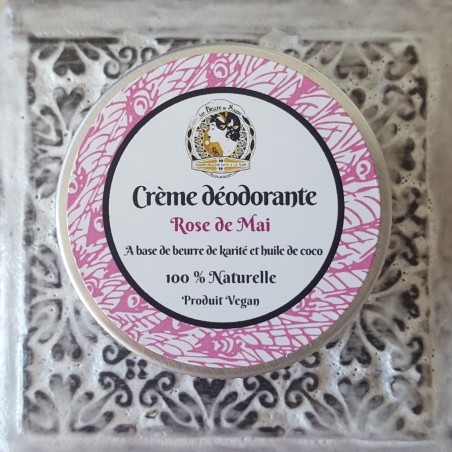 Crème déodorante
Rose de Mai
A base de beurre de karité et huile de coco
100 % Naturelle
Produit Vegan